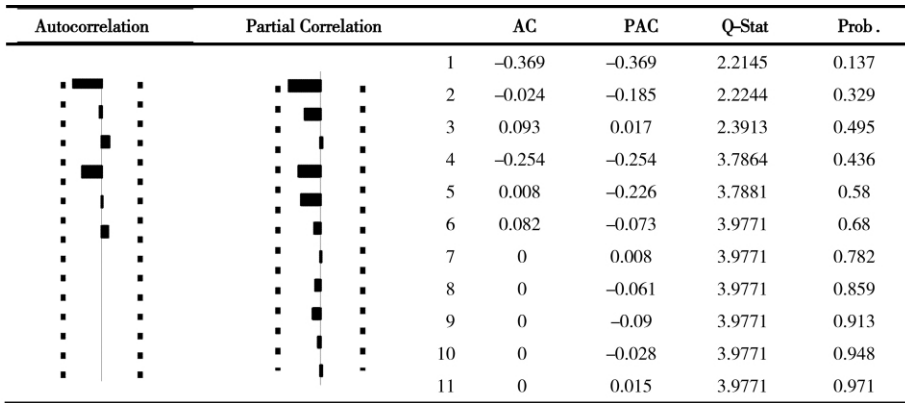 Autocorrelation Partial Correlation AC PAC Q–Stat Prob .
1 –0.369 –0.369 2.2145 0.137
2 –0.024 –0.185 2.2244 0.329
3 0.093 0.017 2.3913 0.495
4 –0.254 –0.254 3.7864 0.436
5 0.008 –0.226 3.7881 0.58
6 0.082 –0.073 3.9771 0.68
7 0 0.008 3.9771 0.782
8 0 –0.061 3.9771 0.859
9 0 –0.09 3.9771 0.913
10 0 –0.028 3.9771 0.948
11 0 0.015 3.9771 0.971